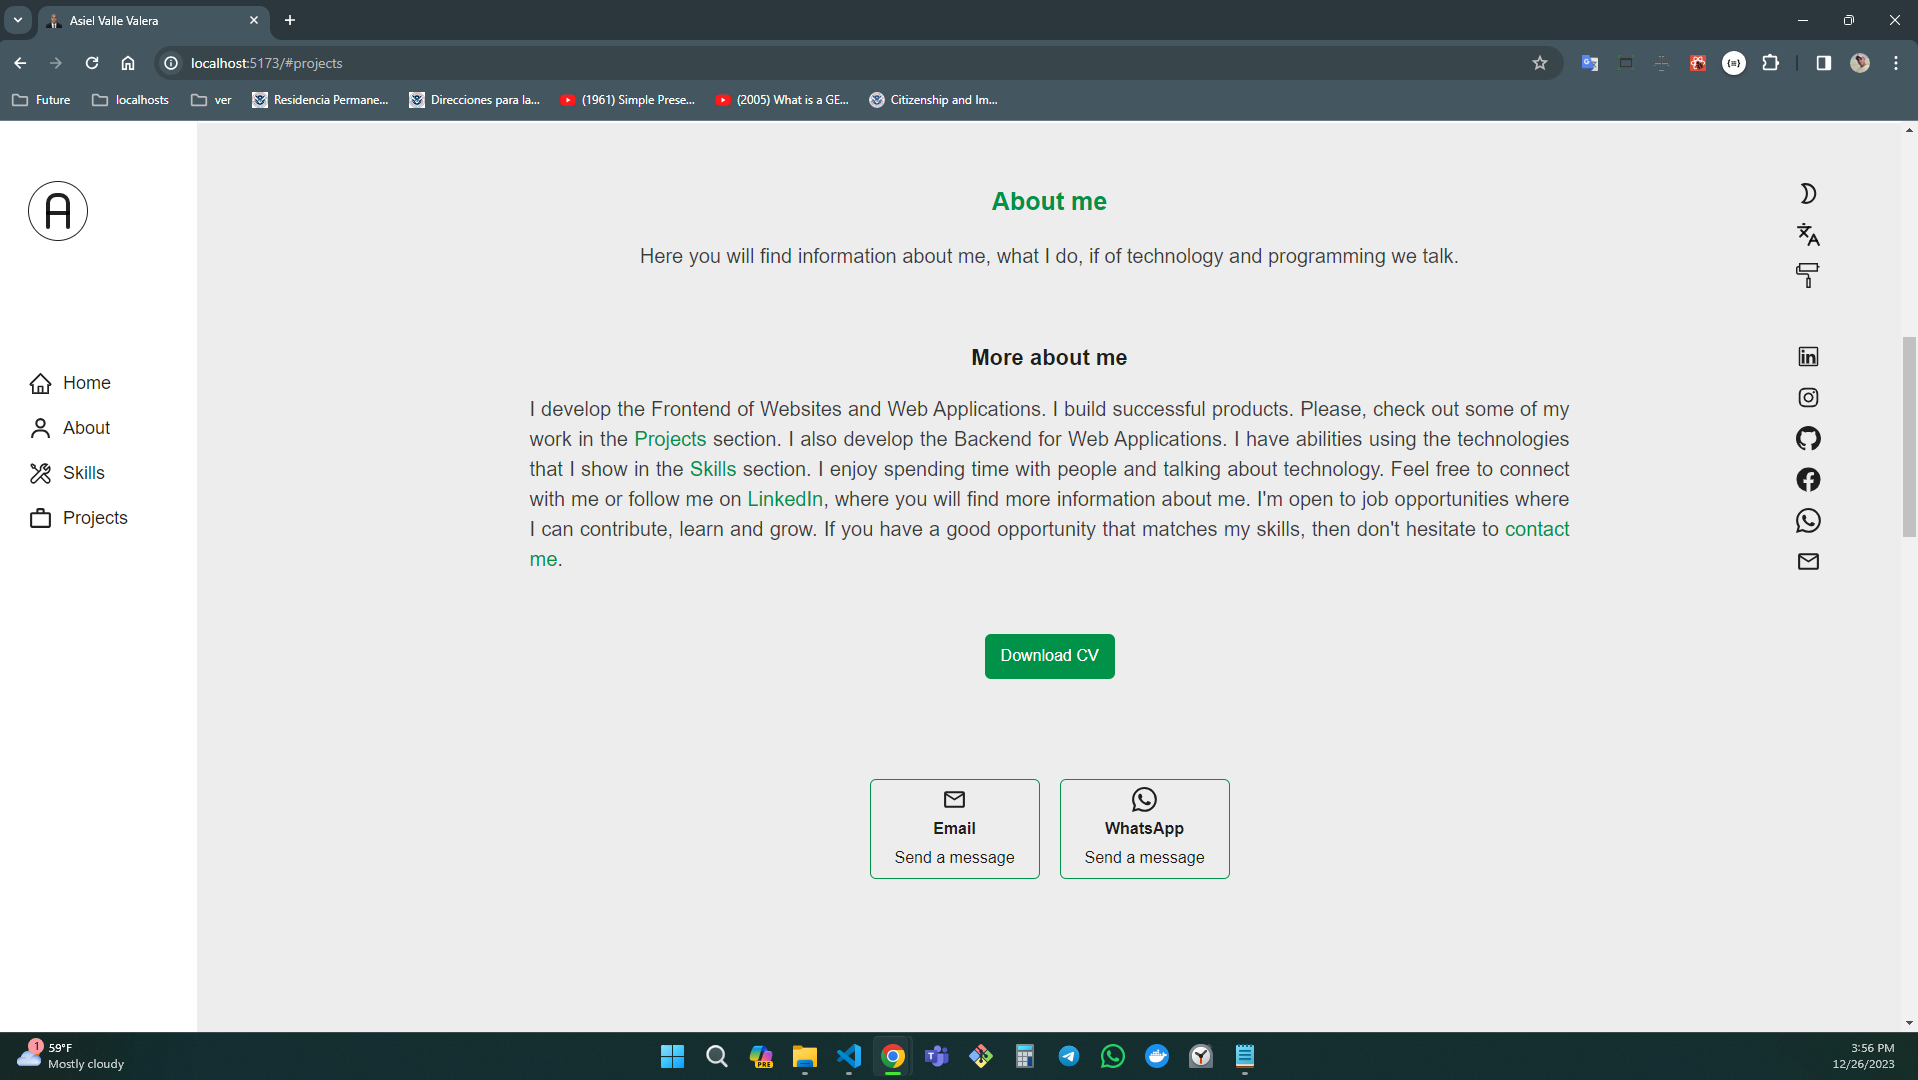 Asiel Valle Valera
localhost:5173/#projects
Future
localhosts
ver
Residencia Permane...
Direcciones para la...
(1961) Simple Prese...
(2005) What is a GE...
Citizenship and Im...
A
Home
About
Skills
Projects
About me
Here you will find information about me, what I do, if of technology and programming we talk.
More about me
I develop the Frontend of Websites and Web Applications. I build successful products. Please, check out some of my
work in the Projects section. I also develop the Backend for Web Applications. I have abilities using the technologies
that I show in the Skills section. I enjoy spending time with people and talking about technology. Feel free to connect
with me or follow me on LinkedIn, where you will find more information about me. I'm open to job opportunities where
I can contribute, learn and grow. If you have a good opportunity that matches my skills, then don't hesitate to contact
me.
Download CV
Email
Send a message
WhatsApp
Send a message
1
59°F
Mostly cloudy
PRE
3:56 PM
12/26/2023